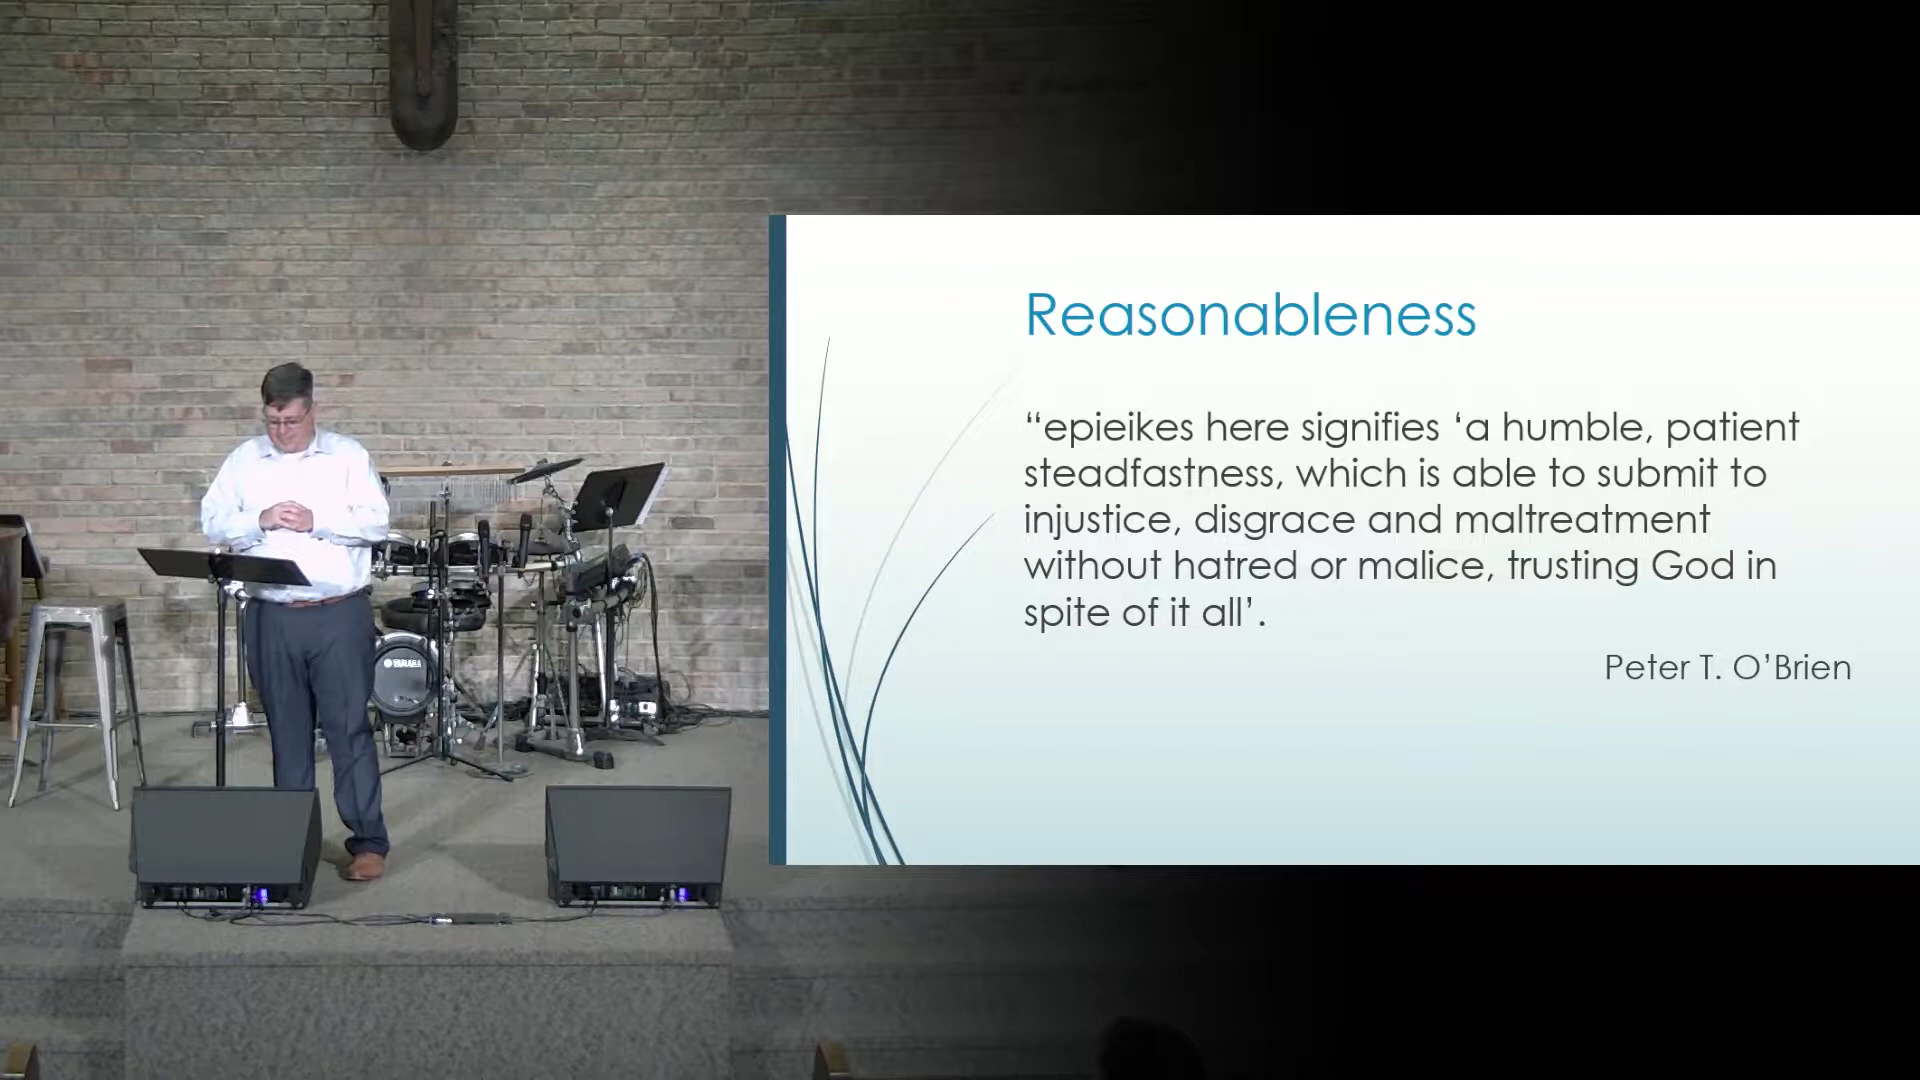 Reasonableness
“epieikes here signifies ‘a humble, patient
steadfastness, which is able to submit to
injustice, disgrace and maltreatment
without hatred or malice, trusting God in
spite of it all’.
Peter T. O’Brien
YAMAHA